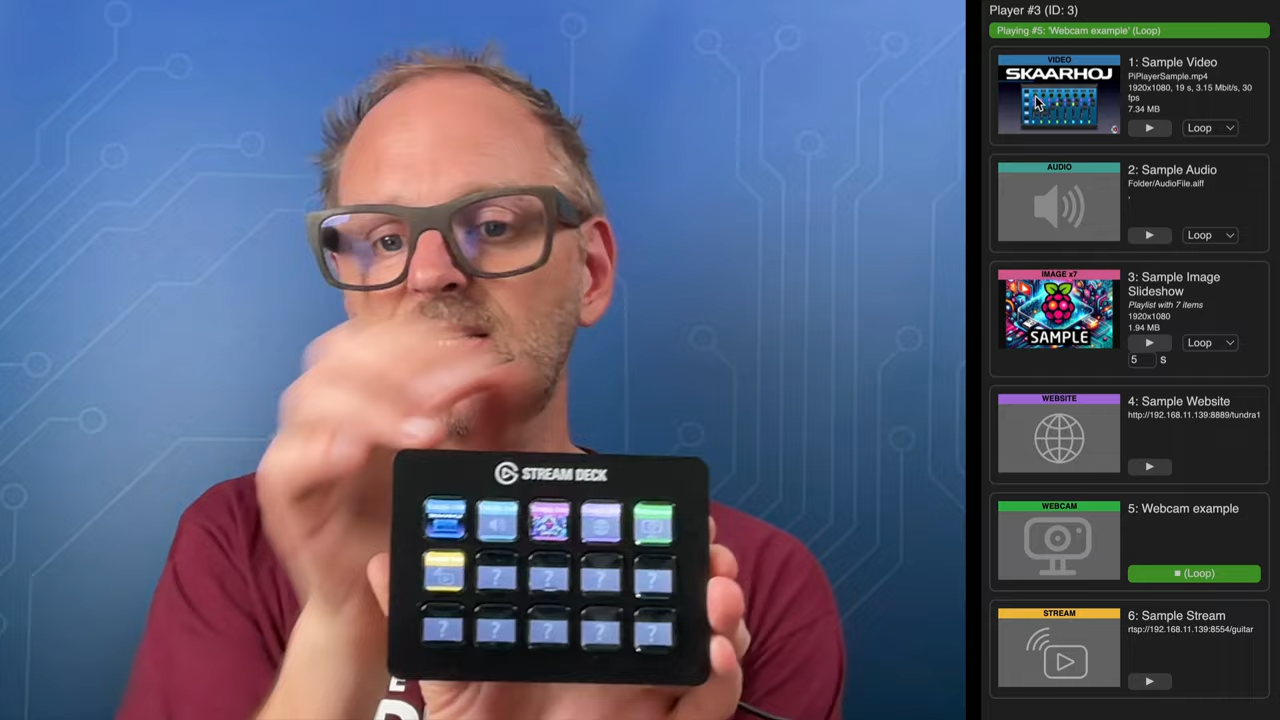 Player #3 (ID: 3)
Playing #5: 'Webcam example' (Loop)
VIDEO
SKAARHOJ
1: Sample Video
PiPlayerSample.mp4
1920x1080, 19 s, 3.15 Mbit/s, 30
fps
7.34 MB
Loop
AUDIO
2: Sample Audio
Folder/AudioFile.aiff
,
Loop
IMAGE x7
SAMPLE
3: Sample Image
Slideshow
Playlist with 7 items
1920x1080
1.94 MB
Loop
5 s
WEBSITE
4: Sample Website
http://192.168.11.139:8889/tundra1
WEBCAM
5: Webcam example
(Loop)
STREAM
6: Sample Stream
rtsp://192.168.11.139:8554/guitar
STREAM DECK
? ? ? ?
? ? ? ? ?
E
D